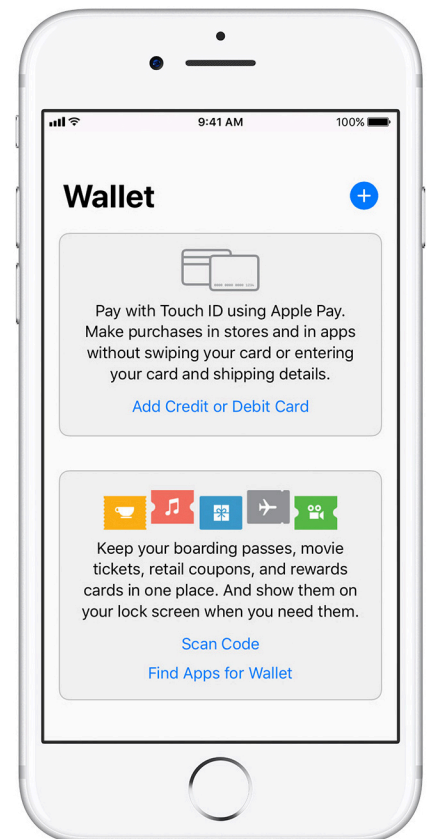 9:41 AM
100%
Wallet
Pay with Touch ID using Apple Pay.
Make purchases in stores and in apps
without swiping your card or entering
your card and shipping details.
Add Credit or Debit Card
Keep your boarding passes, movie
tickets, retail coupons, and rewards
cards in one place. And show them on
your lock screen when you need them.
Scan Code
Find Apps for Wallet